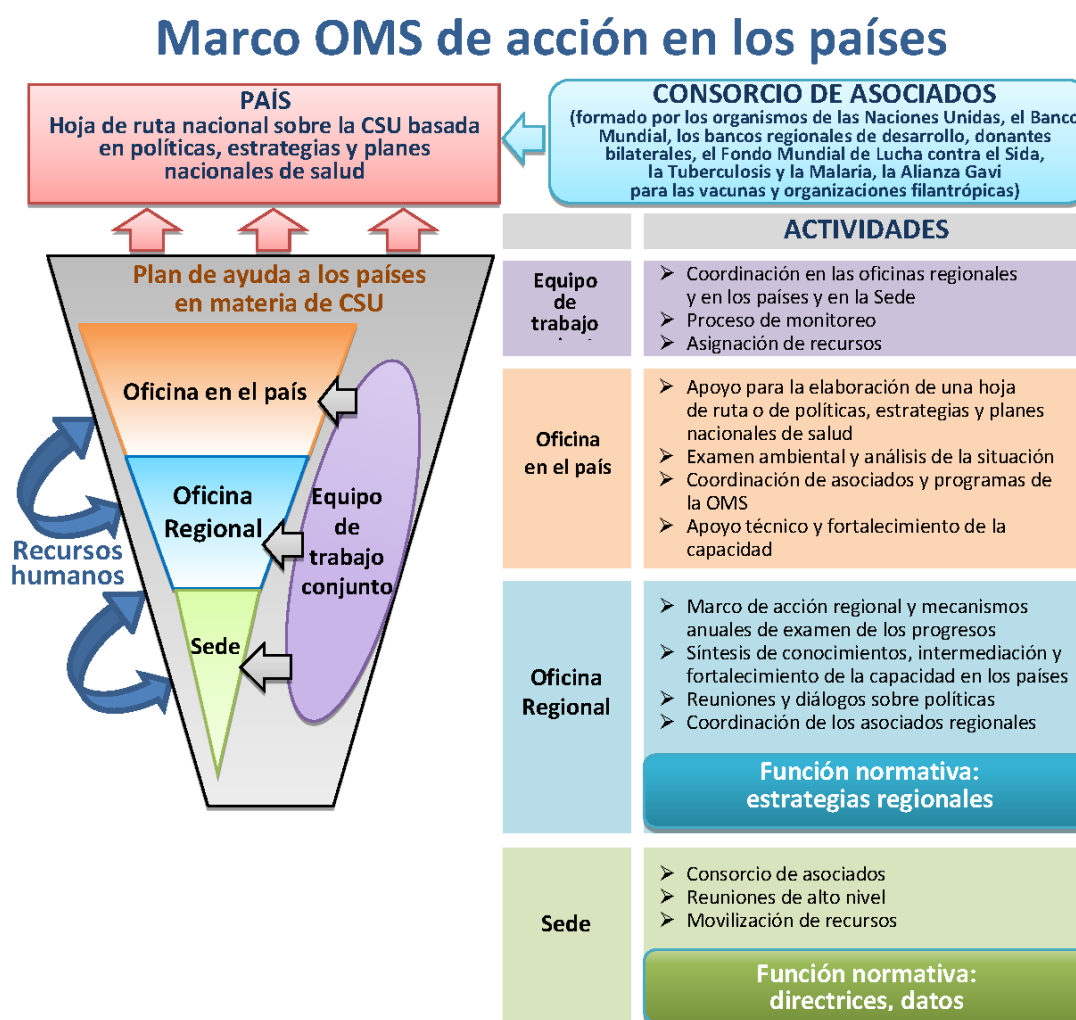 Marco OMS de acción en los países
PAÍS
Hoja de ruta nacional sobre la CSU basada
en políticas, estrategias y planes
nacionales de salud
CONSORCIO DE ASOCIADOS
(formado por los organismos de las Naciones Unidas, el Banco
Mundial, los bancos regionales de desarrollo, donantes
bilaterales, el Fondo Mundial de Lucha contra el Sida,
la Tuberculosis y la Malaria, la Alianza Gavi
para las vacunas y organizaciones filantrópicas)
Plan de ayuda a los países
en materia de CSU
Oficina en el país
Oficina
Regional
Sede
Equipo
de
trabajo
conjunto
Recursos
humanos
ACTIVIDADES
Equipo
de
trabajo
Coordinación en las oficinas regionales
y en los países y en la Sede
Proceso de monitoreo
Asignación de recursos
Oficina
en el país
Apoyo para la elaboración de una hoja
de ruta o de políticas, estrategias y planes
nacionales de salud
Examen ambiental y análisis de la situación
Coordinación de asociados y programas de
la OMS
Apoyo técnico y fortalecimiento de la
capacidad
Oficina
Regional
Marco de acción regional y mecanismos
anuales de examen de los progresos
Síntesis de conocimientos, intermediación y
fortalecimiento de la capacidad en los países
Reuniones y diálogos sobre políticas
Coordinación de los asociados regionales
Función normativa:
estrategias regionales
Sede
Consorcio de asociados
Reuniones de alto nivel
Movilización de recursos
Función normativa:
directrices, datos